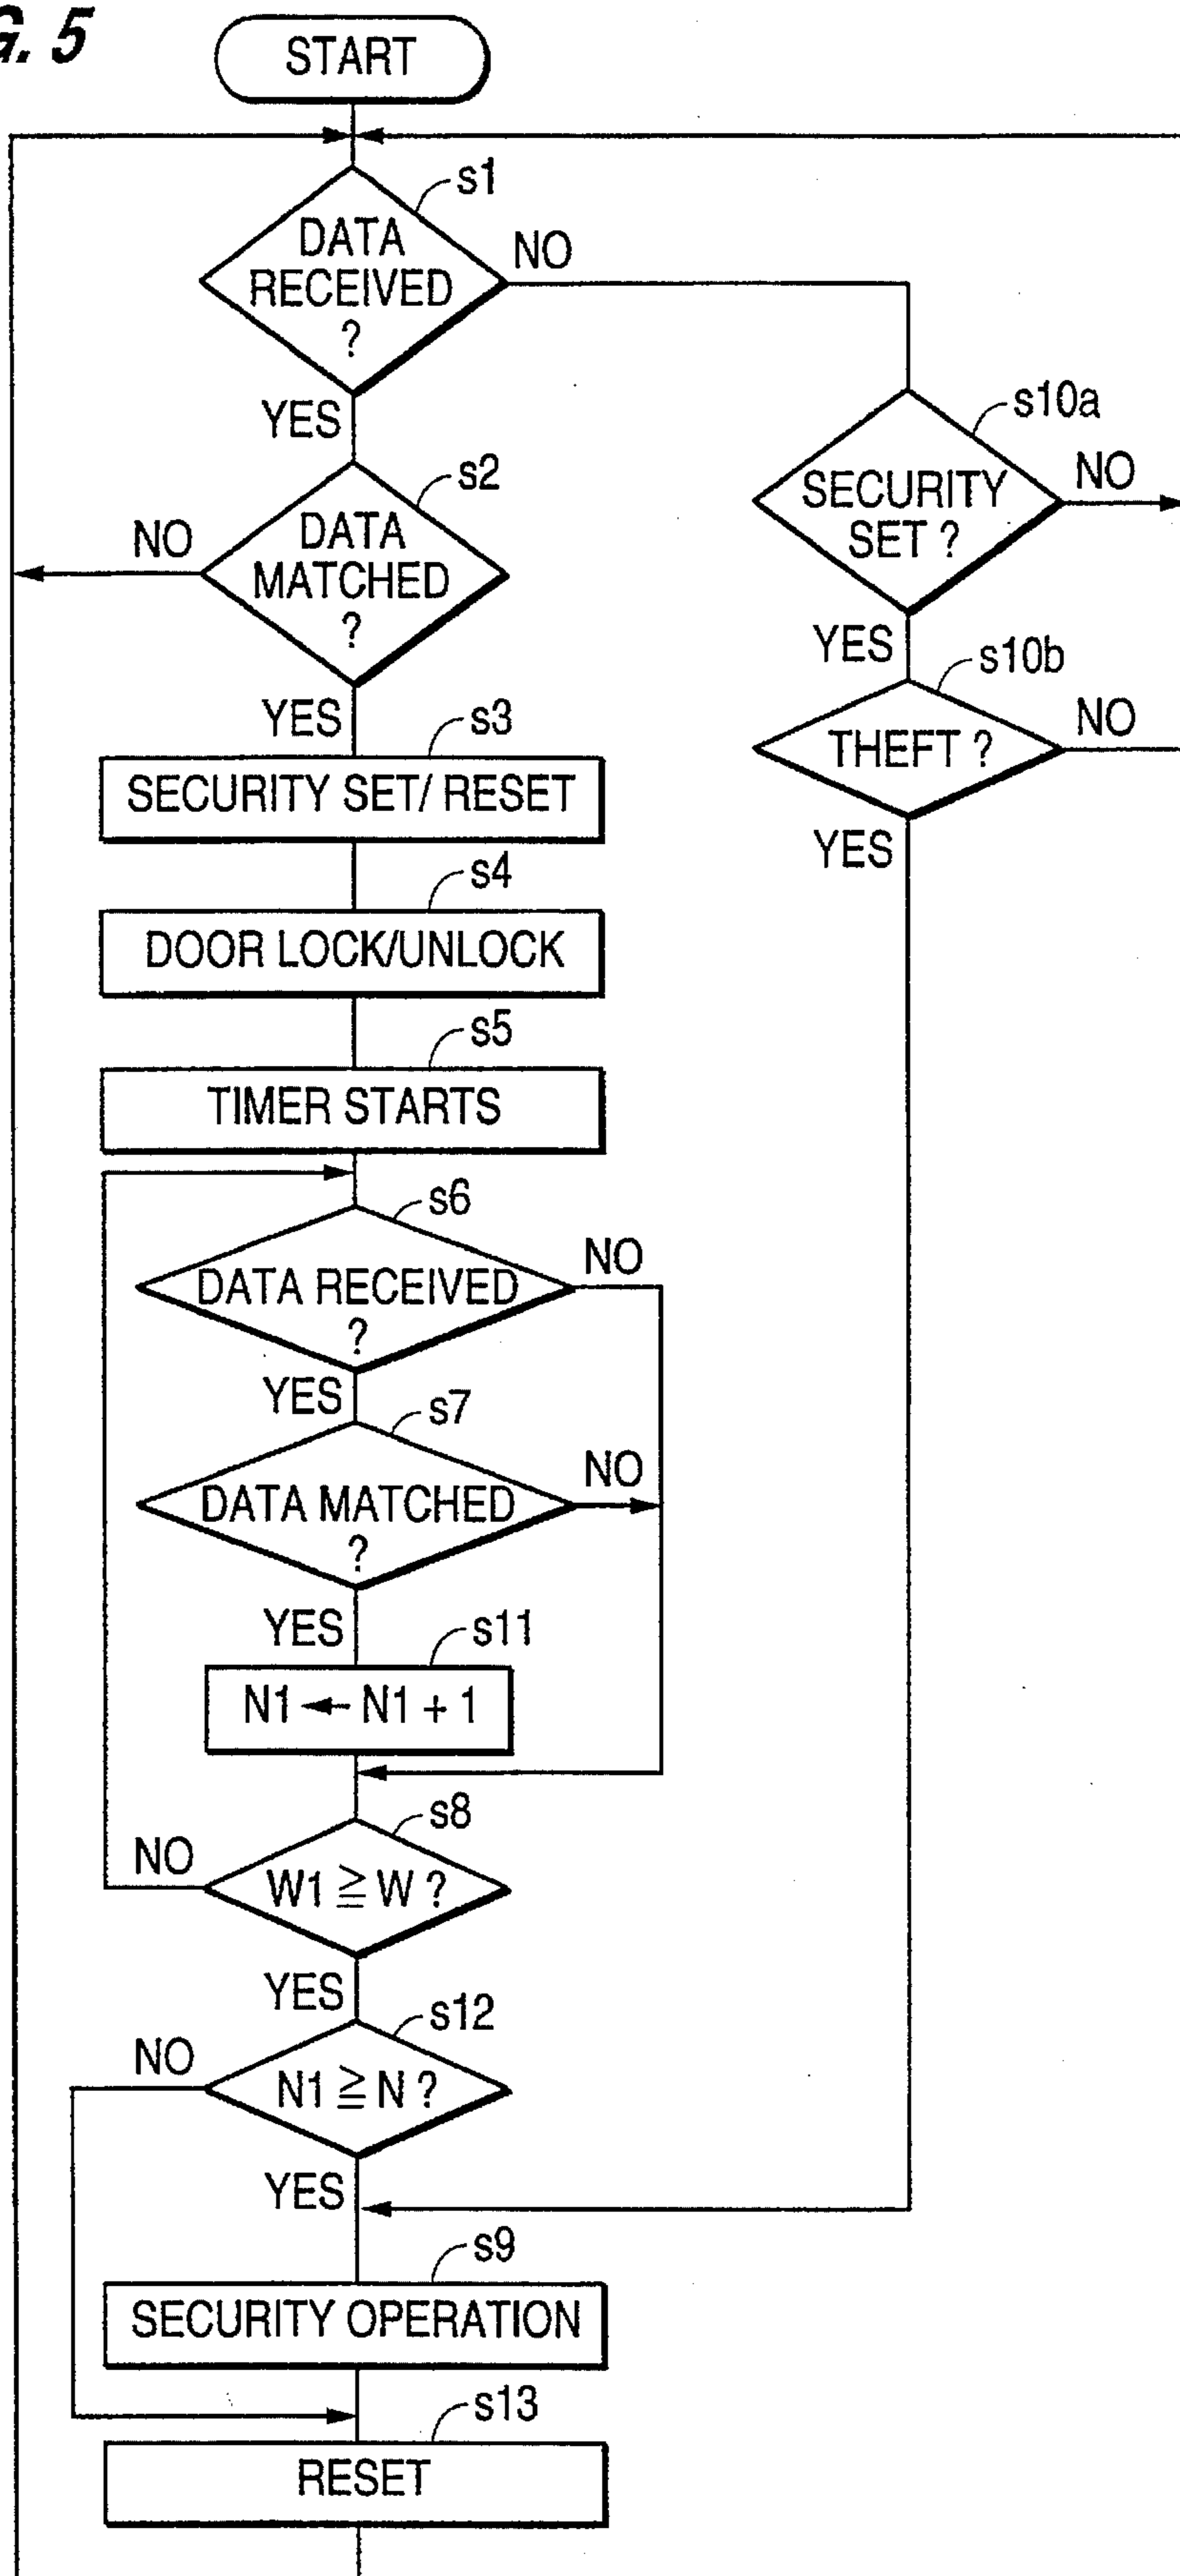 G. 5
START
s1
DATA
RECEIVED
?
NO
YES
s10a
SECURITY
SET ?
NO
YES
s2
DATA
MATCHED
?
NO
YES
s10b
THEFT ?
NO
YES
s3
SECURITY SET/ RESET
s4
DOOR LOCK/UNLOCK
s5
TIMER STARTS
s6
DATA RECEIVED
?
NO
YES
s7
DATA MATCHED
?
NO
YES
s11
N1 ← N1 + 1
s8
W1 ≧ W ?
NO
YES
s12
N1 ≧ N ?
NO
YES
s9
SECURITY OPERATION
s13
RESET